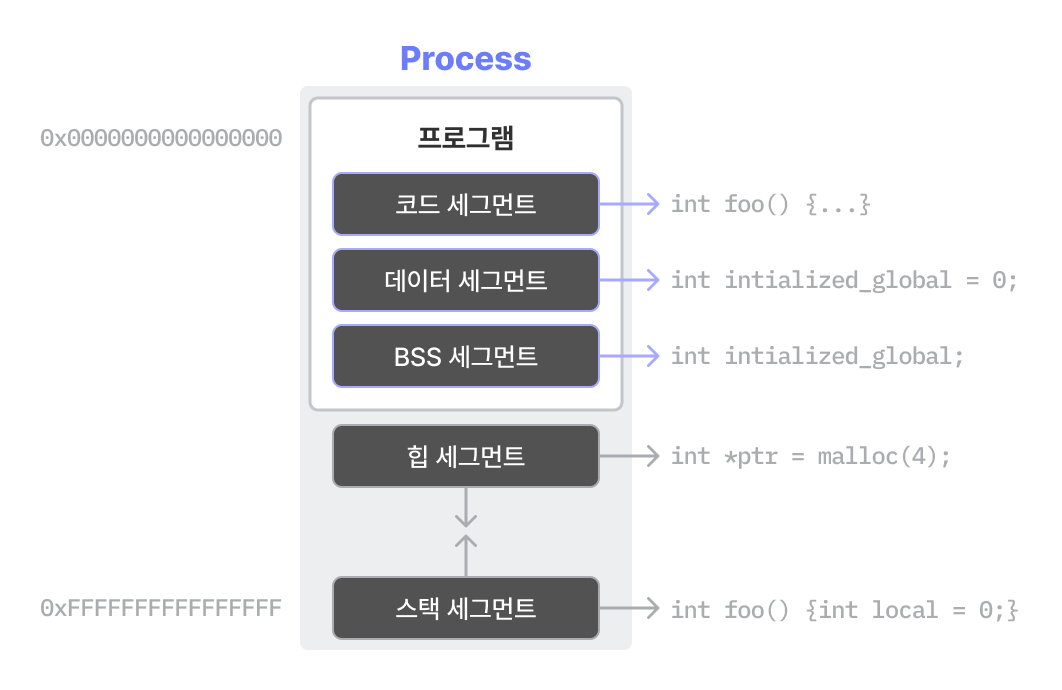 Process
0x0000000000000000
프로그램
코드 세그먼트
int foo() {...}
데이터 세그먼트
int intialized_global = 0;
BSS 세그먼트
int intialized_global;
힙 세그먼트
int *ptr = malloc(4);
0xFFFFFFFFFFFFFFFF
스택 세그먼트
int foo() {int local = 0;}